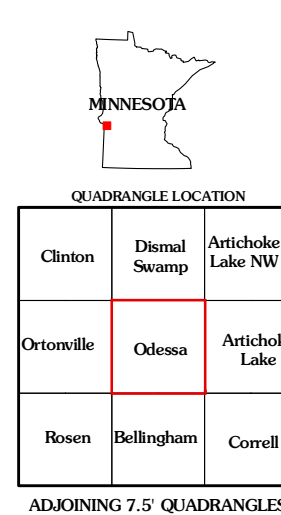 MINNESOTA
QUADRANGLE LOCATION
Clinton
Dismal
Swamp
Artichoke
Lake NW
Ortonville
Odessa
Artichok
Lake
Rosen
Bellingham
Correll
ADJOINING 7.5' QUADRANGLES